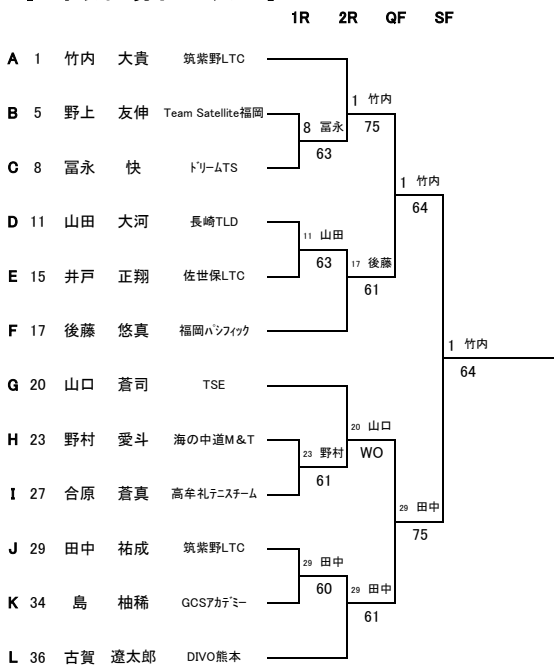 1R 2R QF SF
A 1 竹内 大貴 筑紫野LTC
1 竹内
B 5 野上 友伸 Team Satellite福岡
8 冨永
75
63
C 8 冨永 快 ドリームTS
1 竹内
64
D 11 山田 大河 長崎TLD
11 山田
63
17 後藤
E 15 井戸 正翔 佐世保LTC
61
F 17 後藤 悠真 福岡パシフィック
1 竹内
64
G 20 山口 蒼司 TSE
20 山口
H 23 野村 愛斗 海の中道M&T
23 野村
WO
61
I 27 合原 蒼真 高牟礼テニスチーム
29 田中
75
J 29 田中 祐成 筑紫野LTC
29 田中
60
29 田中
K 34 島 柚稀 GCSアカデミー
61
L 36 古賀 遼太郎 DIVO熊本